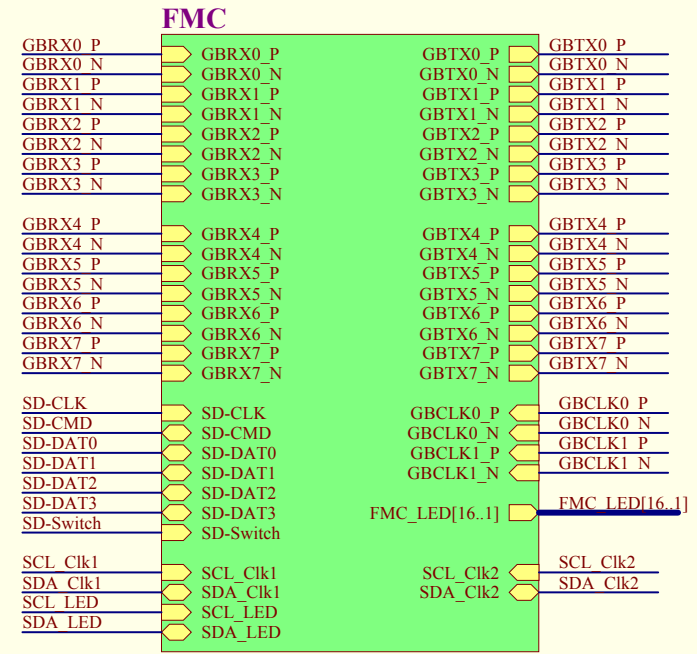 FMC
GBRX0_P GBRX0_P GBTX0_P GBTX0_P
GBRX0_N GBRX0_N GBTX0_N GBTX0_N
GBRX1_P GBRX1_P GBTX1_P GBTX1_P
GBRX1_N GBRX1_N GBTX1_N GBTX1_N
GBRX2_P GBRX2_P GBTX2_P GBTX2_P
GBRX2_N GBRX2_N GBTX2_N GBTX2_N
GBRX3_P GBRX3_P GBTX3_P GBTX3_P
GBRX3_N GBRX3_N GBTX3_N GBTX3_N
GBRX4_P GBRX4_P GBTX4_P GBTX4_P
GBRX4_N GBRX4_N GBTX4_N GBTX4_N
GBRX5_P GBRX5_P GBTX5_P GBTX5_P
GBRX5_N GBRX5_N GBTX5_N GBTX5_N
GBRX6_P GBRX6_P GBTX6_P GBTX6_P
GBRX6_N GBRX6_N GBTX6_N GBTX6_N
GBRX7_P GBRX7_P GBTX7_P GBTX7_P
GBRX7_N GBRX7_N GBTX7_N GBTX7_N
SD-CLK SD-CLK GBCLK0_P GBCLK0_P
SD-CMD SD-CMD GBCLK0_N GBCLK0_N
SD-DAT0 SD-DAT0 GBCLK1_P GBCLK1_P
SD-DAT1 SD-DAT1 GBCLK1_N GBCLK1_N
SD-DAT2 SD-DAT2
SD-DAT3 SD-DAT3 FMC_LED[16..1] FMC_LED[16..1]
SD-Switch SD-Switch
SCL_Clk1 SCL_Clk1 SCL_Clk2 SCL_Clk2
SDA_Clk1 SDA_Clk1 SDA_Clk2 SDA_Clk2
SCL_LED SCL_LED
SDA_LED SDA_LED